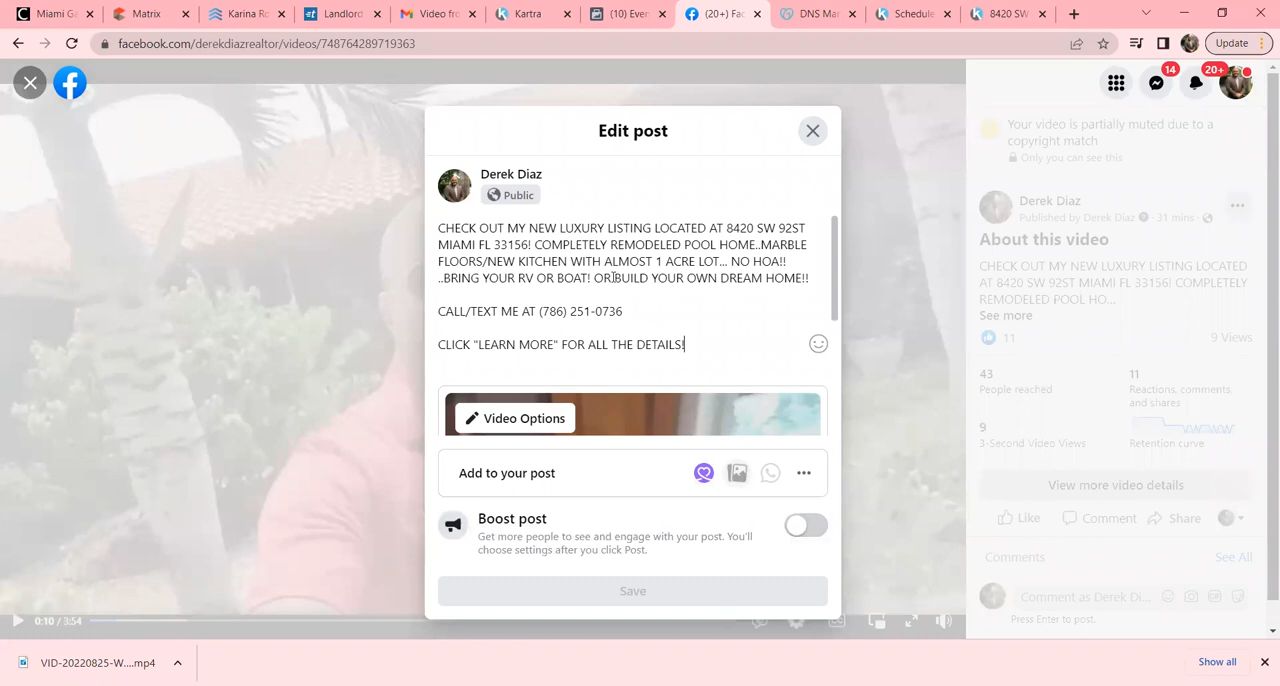 Miami Ga
Matrix
Karina Ro
Landlord
Video fro
Kartra
(10) Even
(20+) Fac
DNS Mar
Schedule
8420 SW
facebook.com/derekdiazrealtor/videos/748764289719363
Update
14
20+
Edit post
Derek Diaz
Public
CHECK OUT MY NEW LUXURY LISTING LOCATED AT 8420 SW 92ST
MIAMI FL 33156! COMPLETELY REMODELED POOL HOME..MARBLE
FLOORS/NEW KITCHEN WITH ALMOST 1 ACRE LOT... NO HOA!!
..BRING YOUR RV OR BOAT! OR BUILD YOUR OWN DREAM HOME!!
CALL/TEXT ME AT (786) 251-0736
CLICK "LEARN MORE" FOR ALL THE DETAILS!
Video Options
Add to your post
Boost post
Get more people to see and engage with your post. You'll
choose settings after you click Post.
Save
Your video is partially muted due to a
copyright match
Only you can see this
Derek Diaz
Published by Derek Diaz · 31 mins ·
About this video
CHECK OUT MY NEW LUXURY LISTING LOCATED
AT 8420 SW 92ST MIAMI FL 33156! COMPLETELY
REMODELED POOL HO...
See more
11
9 Views
43
People reached
11
Reactions, comments,
and shares
9
3-Second Video Views
Retention curve
View more video details
Like
Comment
Share
Comments
See All
Comment as Derek Di...
Press Enter to post.
0:10 / 3:54
VID-20220825-W....mp4
Show all